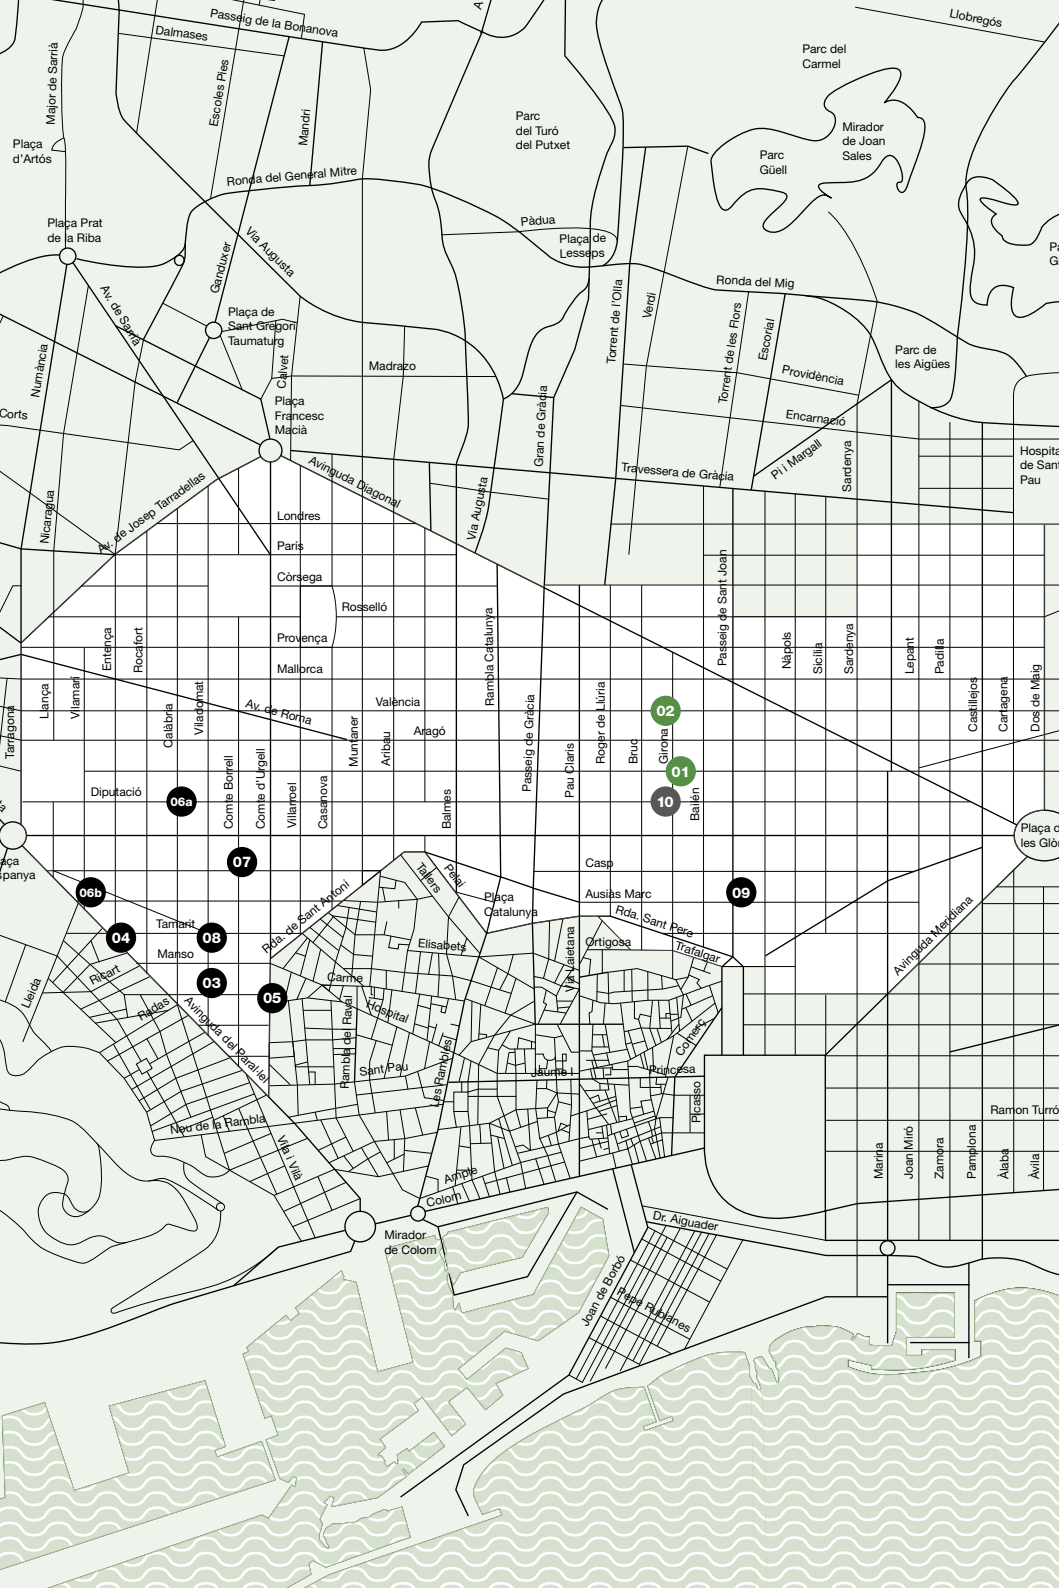 A
Passeig de la Bonanova
Llobregós
Dalmases
Major de Sarrià
Escoles Pies
Mandri
Parc del
Carmel
Parc
del Turó
del Putxet
Mirador
de Joan
Sales
Plaça
d'Artós
Parc
Güell
Ronda del General Mitre
Plaça Prat
de la Riba
Pàdua
Plaça de
Lesseps
Via Augusta
Ganduxer
Ronda del Mig
Av. de Sarrià
Plaça de
Sant Gregori
Taumaturg
Torrent de l'Olla
Verdi
Torrent de les Flors
Escorial
Parc de
les Aigües
Numància
Calvet
Madrazo
Providència
Plaça
Francesc
Macià
Corts
Gran de Gràcia
Encarnació
Pi i Margall
Sardenya
Hospita
de Sant
Pau
Travessera de Gràcia
Avinguda Diagonal
Av. de Josep Tarradellas
Nicaragua
Via Augusta
Londres
París
Còrsega
Rosselló
Provença
Mallorca
Passeig de Sant Joan
Entença
Rocafort
Rambla Catalunya
Nàpols
Sicília
Sardenya
Lepant
Padilla
Llança
Vilamarí
Calàbria
Viladomat
Av. de Roma
València
Aragó
Muntaner
Aribau
Passeig de Gràcia
Roger de Llúria
Pau Claris
Bruc
Girona
02
01
10
Bailén
Castillejos
Cartagena
Dos de Maig
Tarragona
Diputació
06a
Comte Borrell
Comte d'Urgell
Villarroel
Casanova
Balmes
Plaça d
les Glòr
aça
spanya
07
Casp
Ausiàs Marc
09
Tallers
Pelai
Plaça
Catalunya
Rda. Sant Pere
06b
Rda. de Sant Antoni
04
Tamarit
08
Manso
03
05
Elisabets
Carme
Hospital
Via Laietana
Ortigosa
Trafalgar
Avinguda Meridiana
Lleida
Ricart
Radas
Avinguda del Paral·lel
Rambla del Raval
Sant Pau
Les Rambles
Jaume I
Comerç
Princesa
Picasso
Ramon Turró
Nou de la Rambla
Vila i Vilà
Marina
Joan Miró
Zamora
Pamplona
Àlaba
Àvila
Ample
Colom
Mirador
de Colom
Dr. Aiguader
Joan de Borbó
Pepe Rubianes